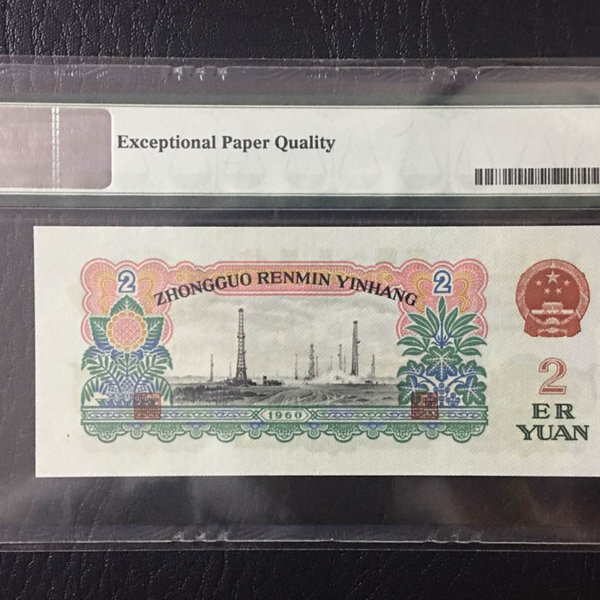 Exceptional Paper Quality
2
2
ZHONGGUO RENMIN YINHANG
1960
2
ER
YUAN